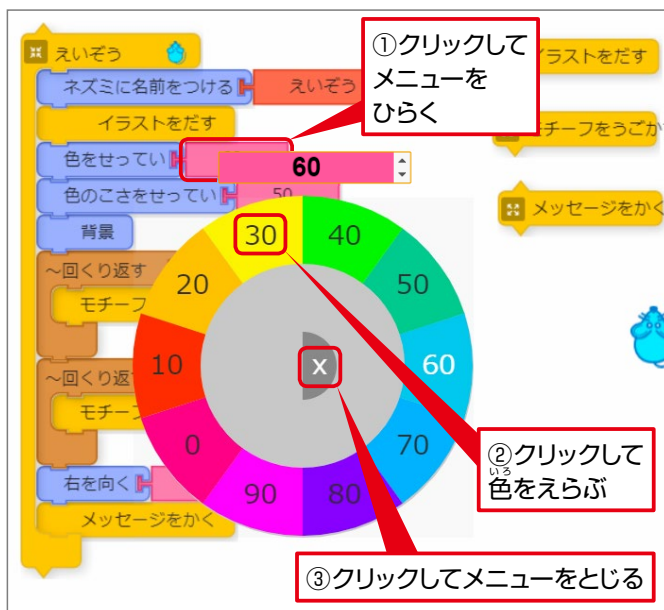 えいぞう
ネズミに名前をつける
えいぞう
イラストをだす
色をせってい
60
色のこさをせってい
50
背景
～回くり返す
モチーフ
～回くり返
モチーフ
右を向く
メッセージをかく
①クリックして
メニューを
ひらく
イラストをだす
モチーフをうごか
メッセージをかく
0
10
20
30
40
50
60
70
80
90
X
②クリックして
いろ
色をえらぶ
③クリックしてメニューをとじる